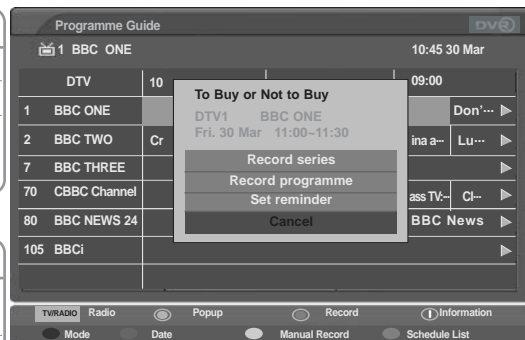 Programme Guide DVR
1 BBC ONE 10:45 30 Mar
DTV 10 09:00
To Buy or Not to Buy
DTV1 BBC ONE
Fri. 30 Mar 11:00~11:30
Record series
Record programme
Set reminder
Cancel
1 BBC ONE Don'···
2 BBC TWO Cr ina a··· Lu···
7 BBC THREE
70 CBBC Channel ass TV:··· CI···
80 BBC NEWS 24 BBC News
105 BBCi
TV/RADIO Radio Popup Record Information
Mode Date Manual Record Schedule List